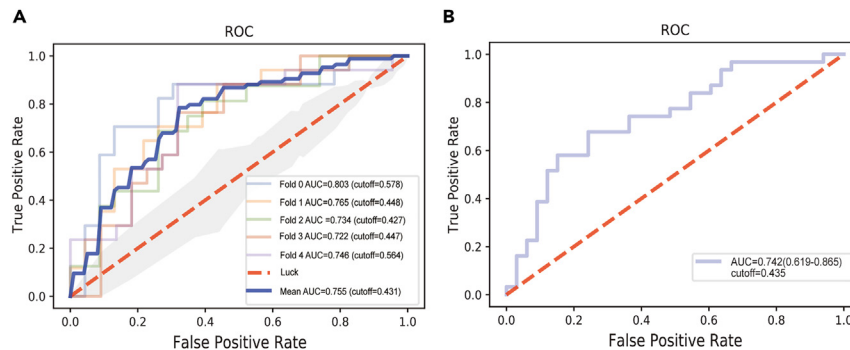 A
ROC
True Positive Rate
1.0
0.8
0.6
0.4
0.2
0.0
Fold 0 AUC=0.803 (cutoff=0.578)
Fold 1 AUC=0.765 (cutoff=0.448)
Fold 2 AUC =0.734 (cutoff=0.427)
Fold 3 AUC=0.722 (cutoff=0.447)
Fold 4 AUC=0.746 (cutoff=0.564)
Luck
Mean AUC=0.755 (cutoff=0.431)
0.0 0.2 0.4 0.6 0.8 1.0
False Positive Rate
B
ROC
True Positive Rate
1.0
0.8
0.6
0.4
0.2
0.0
AUC=0.742(0.619-0.865)
cutoff=0.435
0.0 0.2 0.4 0.6 0.8 1.0
False Positive Rate